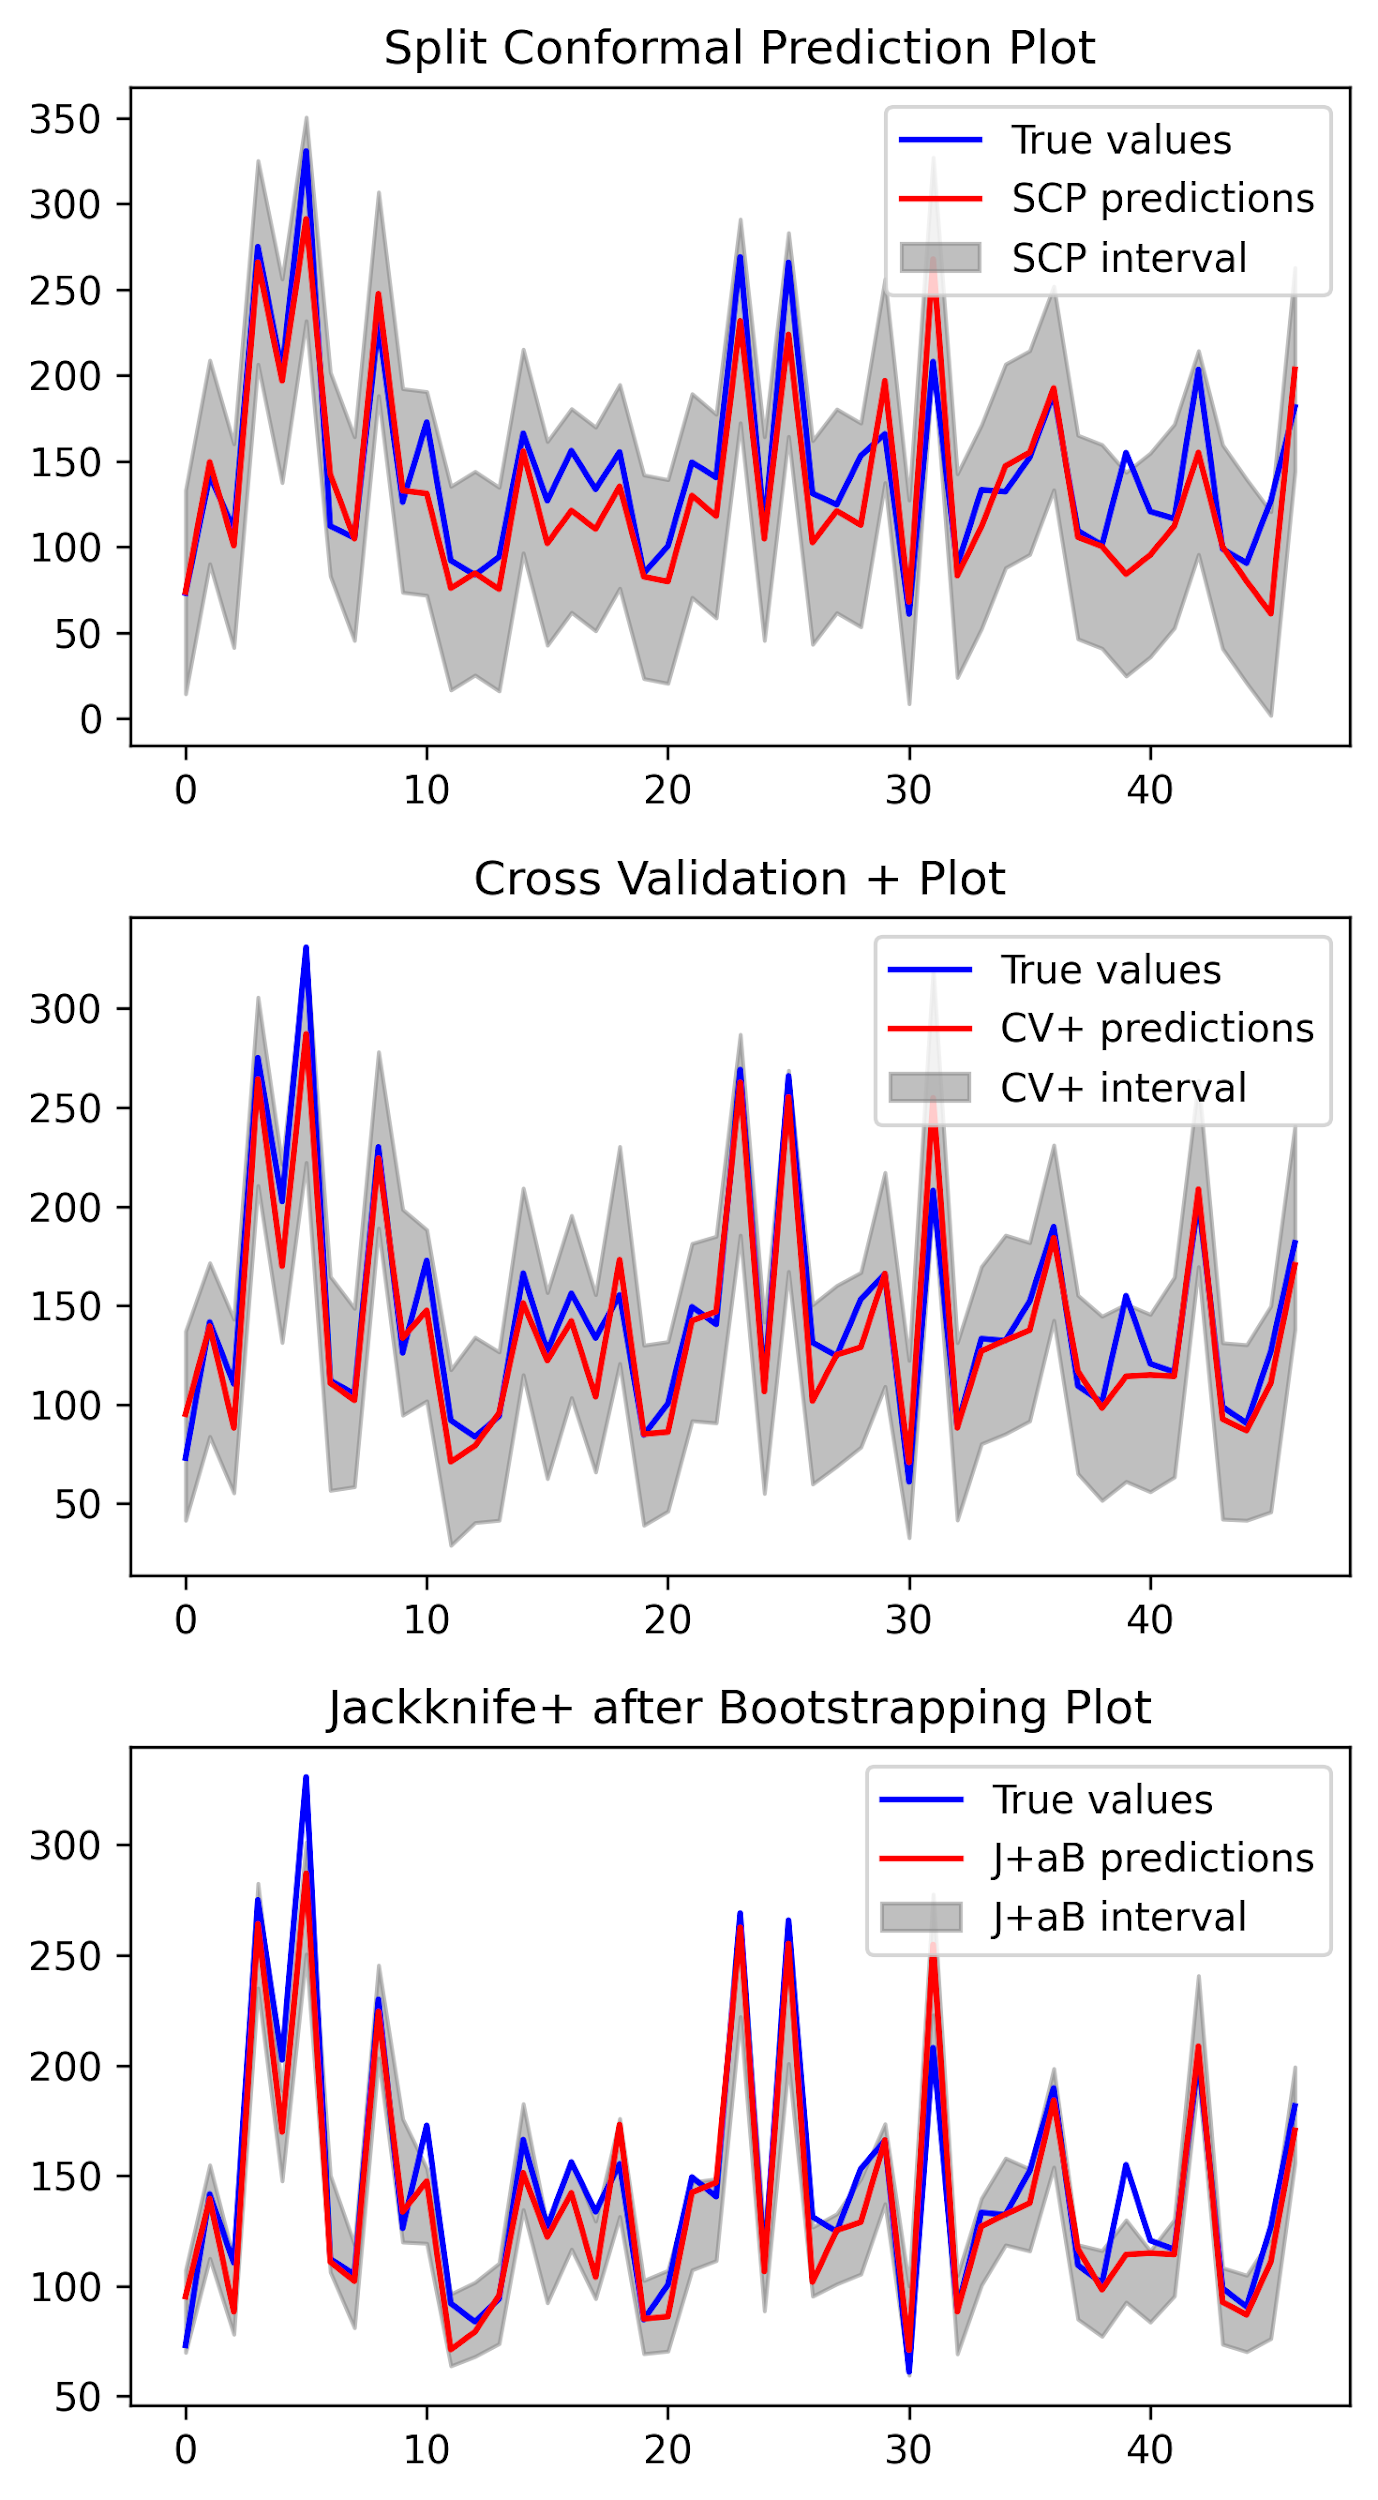 Split Conformal Prediction Plot
350
300
250
200
150
100
50
0
True values
SCP predictions
SCP interval
0 10 20 30 40
Cross Validation + Plot
300
250
200
150
100
50
True values
CV+ predictions
CV+ interval
0 10 20 30 40
Jackknife+ after Bootstrapping Plot
300
250
200
150
100
50
True values
J+aB predictions
J+aB interval
0 10 20 30 40